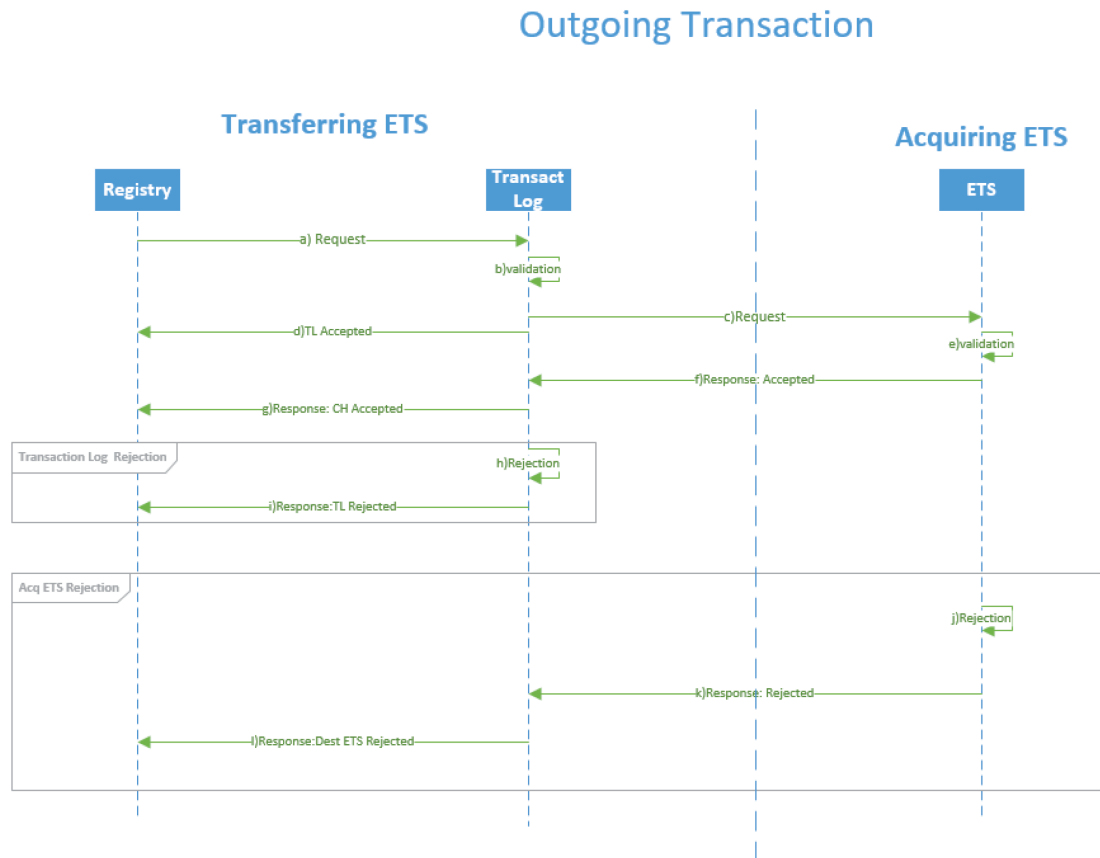 Outgoing Transaction
Transferring ETS
Acquiring ETS
Registry
Transact
Log
ETS
a) Request
b)validation
c)Request
d)TL Accepted
e)validation
f)Response: Accepted
g)Response: CH Accepted
Transaction Log Rejection
h)Rejection
i)Response:TL Rejected
Acq ETS Rejection
j)Rejection
k)Response: Rejected
l)Response:Dest ETS Rejected